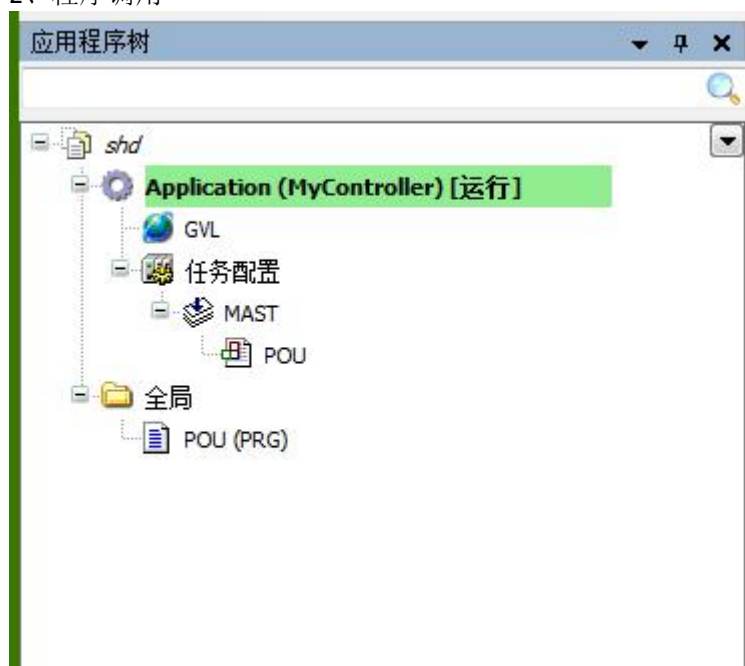 应用程序树
shd
Application (MyController) [运行]
GVL
任务配置
MAST
POU
全局
POU (PRG)